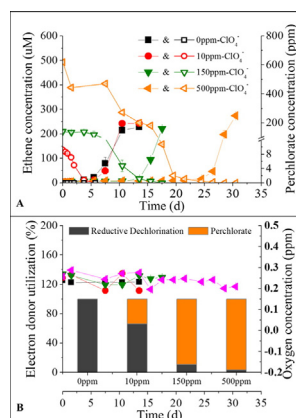 600
500
400
300
200
100
0
Ethene concentration (uM)
& 0ppm-ClO₄⁻
& 10ppm-ClO₄⁻
& 150ppm-ClO₄⁻
& 500ppm-ClO₄⁻
800
600
400
200
8
4
0
Perchlorate concentration (ppm)
0 5 10 15 20 25 30 35
A
Time (d)
Time (d)
0 5 10 15 20 25 30 35
200
160
120
80
40
0
Electron donor utilization (%)
Reductive Dechlorination Perchlorate
0.5
0.4
0.3
0.2
0.1
0.0
-0.1
-0.2
Oxygen concentration (ppm)
B
0ppm 10ppm 150ppm 500ppm